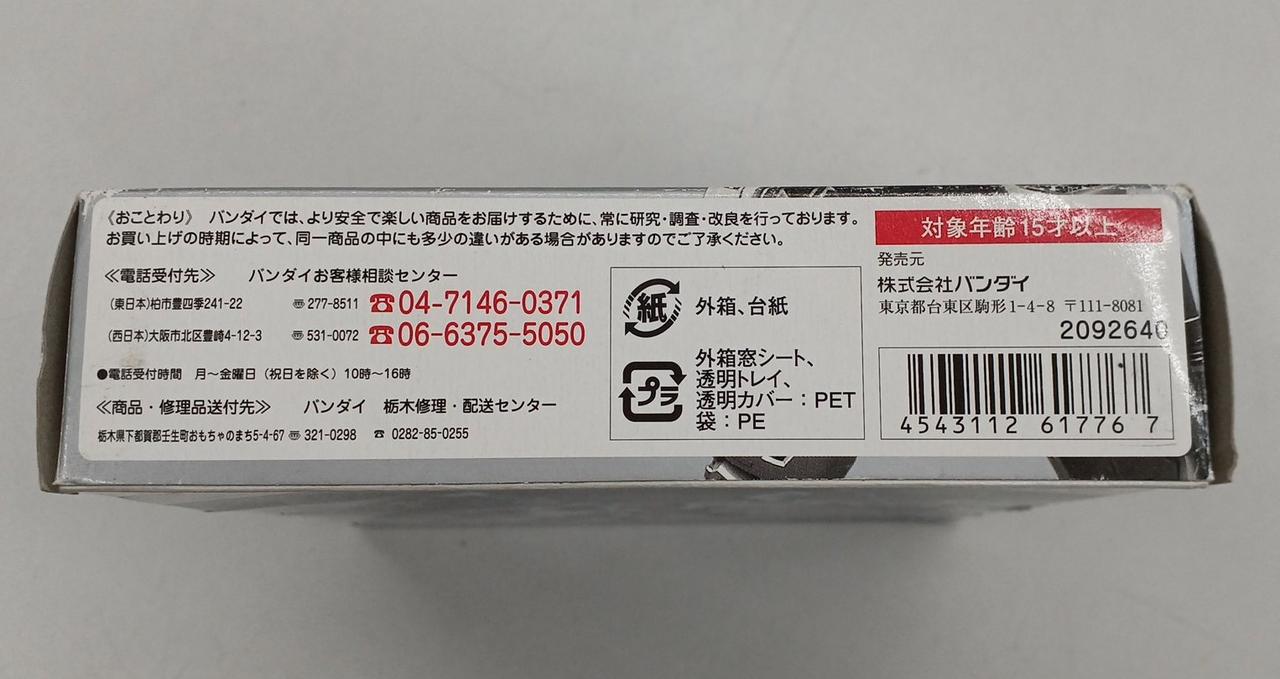 《おことわり》 バンダイでは、より安全で楽しい商品をお届けするために、常に研究・調査・改良を行っております。
お買い上げの時期によって、同一商品の中にも多少の違いがある場合がありますのでご了承ください。
≪電話受付先≫ バンダイお客様相談センター
(東日本)柏市豊四季241-22 〠277-8511 ☎04-7146-0371
(西日本)大阪市北区豊崎4-12-3 〠531-0072 ☎06-6375-5050
●電話受付時間 月〜金曜日(祝日を除く)10時〜16時
≪商品・修理品送付先≫ バンダイ 栃木修理・配送センター
栃木県下都賀郡壬生町おもちゃのまち5-4-67 〠321-0298 ☎ 0282-85-0255
紙 外箱、台紙
プラ 外箱窓シート、
透明トレイ、
透明カバー:PET
袋:PE
対象年齢15才以上
発売元
株式会社バンダイ
東京都台東区駒形1-4-8 〒111-8081
2092640
4543112 617767